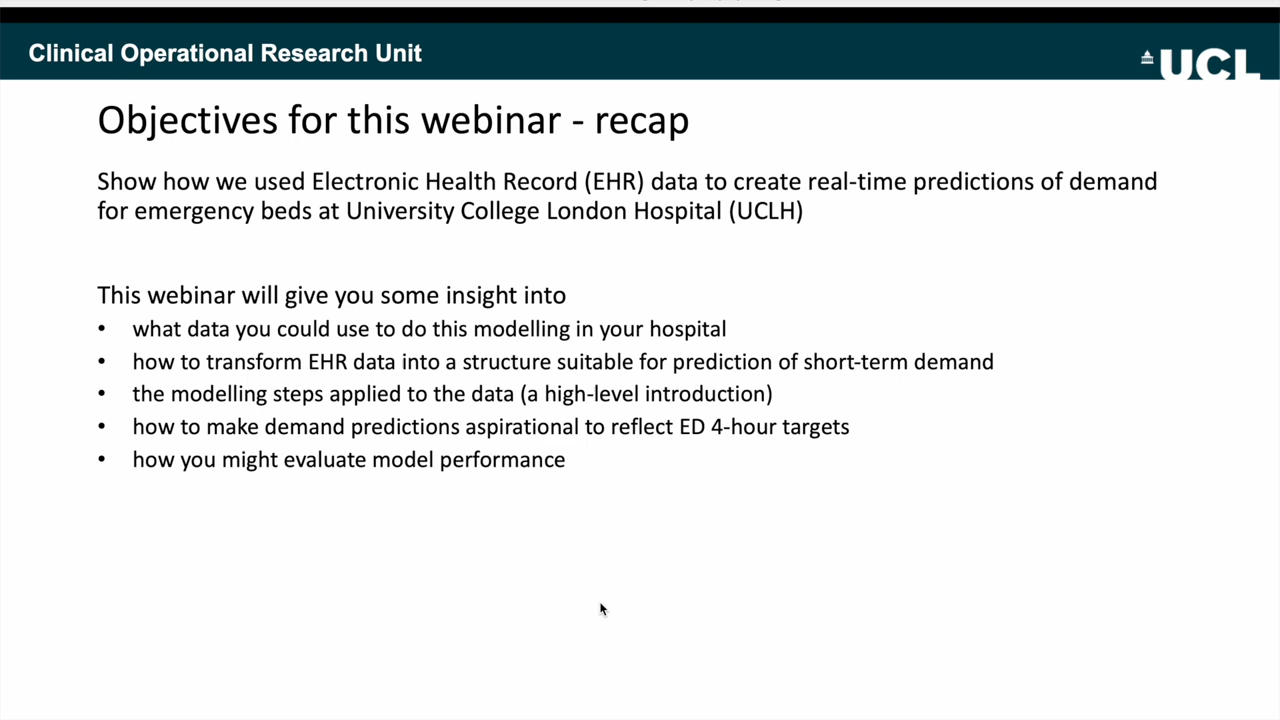 Clinical Operational Research Unit
UCL
Objectives for this webinar - recap
Show how we used Electronic Health Record (EHR) data to create real-time predictions of demand
for emergency beds at University College London Hospital (UCLH)
This webinar will give you some insight into
• what data you could use to do this modelling in your hospital
• how to transform EHR data into a structure suitable for prediction of short-term demand
• the modelling steps applied to the data (a high-level introduction)
• how to make demand predictions aspirational to reflect ED 4-hour targets
• how you might evaluate model performance